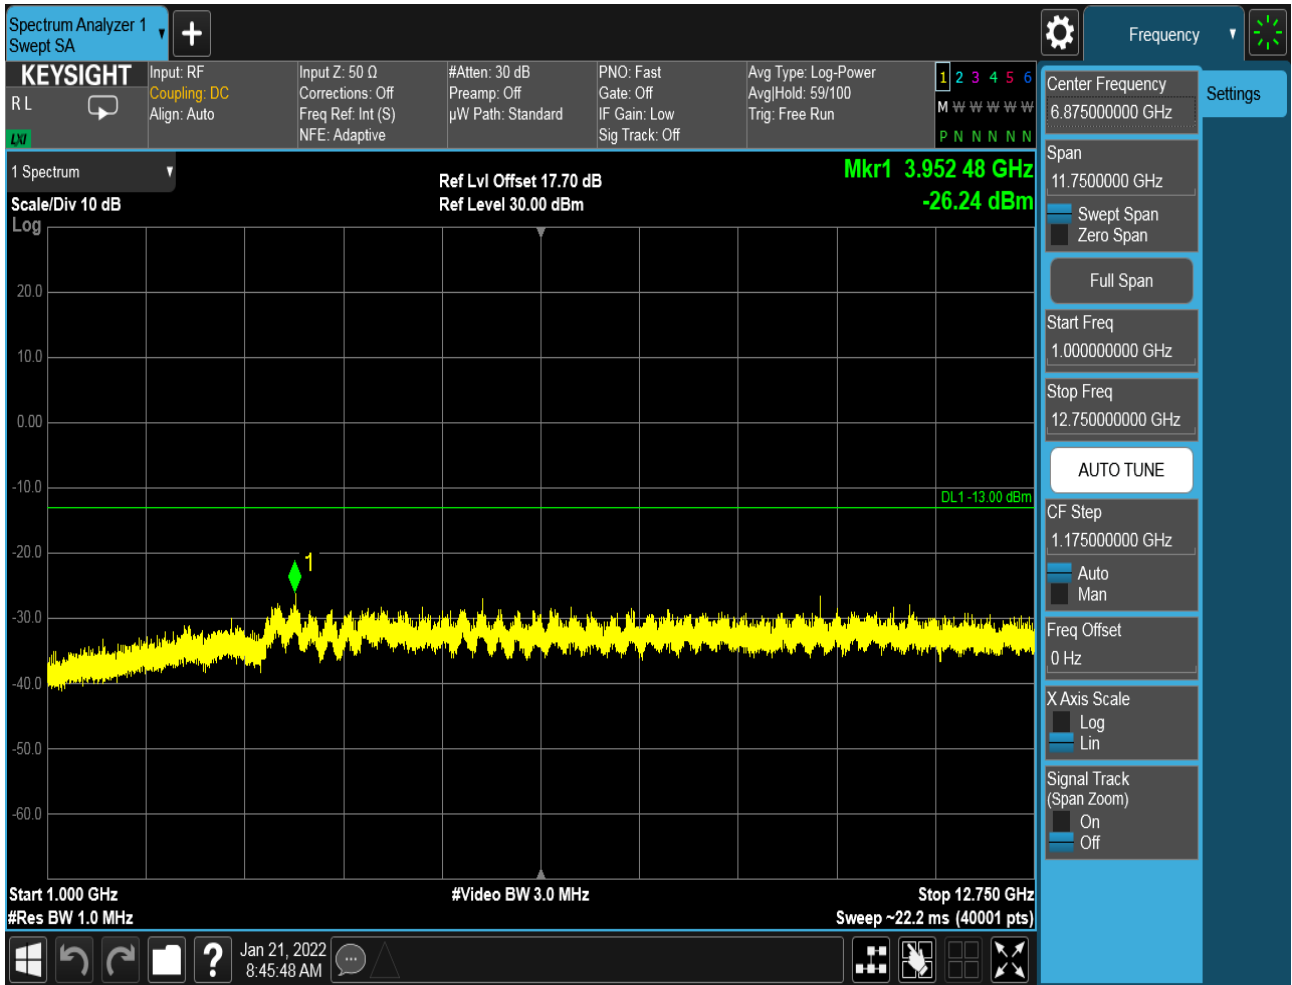 Spectrum Analyzer 1
Swept SA
Frequency
KEYSIGHT
R L
LXI
Input: RF
Coupling: DC
Align: Auto
Input Z: 50 Ω
Corrections: Off
Freq Ref: Int (S)
NFE: Adaptive
#Atten: 30 dB
Preamp: Off
µW Path: Standard
PNO: Fast
Gate: Off
IF Gain: Low
Sig Track: Off
Avg Type: Log-Power
Avg|Hold: 59/100
Trig: Free Run
1 2 3 4 5 6
M W W W W W
P N N N N N
1 Spectrum
Scale/Div 10 dB
Log
Ref Lvl Offset 17.70 dB
Ref Level 30.00 dBm
Mkr1 3.952 48 GHz
-26.24 dBm
20.0
10.0
0.00
-10.0
-20.0
-30.0
-40.0
-50.0
-60.0
DL1 -13.00 dBm
1
Start 1.000 GHz
#Res BW 1.0 MHz
#Video BW 3.0 MHz
Stop 12.750 GHz
Sweep ~22.2 ms (40001 pts)
Center Frequency
6.875000000 GHz
Settings
Span
11.7500000 GHz
Swept Span
Zero Span
Full Span
Start Freq
1.000000000 GHz
Stop Freq
12.750000000 GHz
AUTO TUNE
CF Step
1.175000000 GHz
Auto
Man
Freq Offset
0 Hz
X Axis Scale
Log
Lin
Signal Track
(Span Zoom)
On
Off
?
Jan 21, 2022
8:45:48 AM